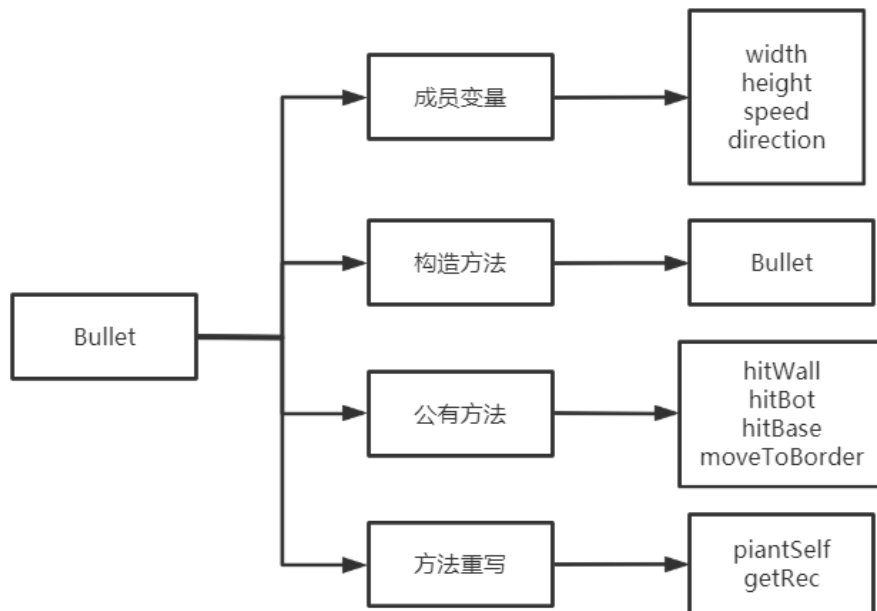 Bullet
成员变量
width
height
speed
direction
构造方法
Bullet
公有方法
hitWall
hitBot
hitBase
moveToBorder
方法重写
piantSelf
getRec